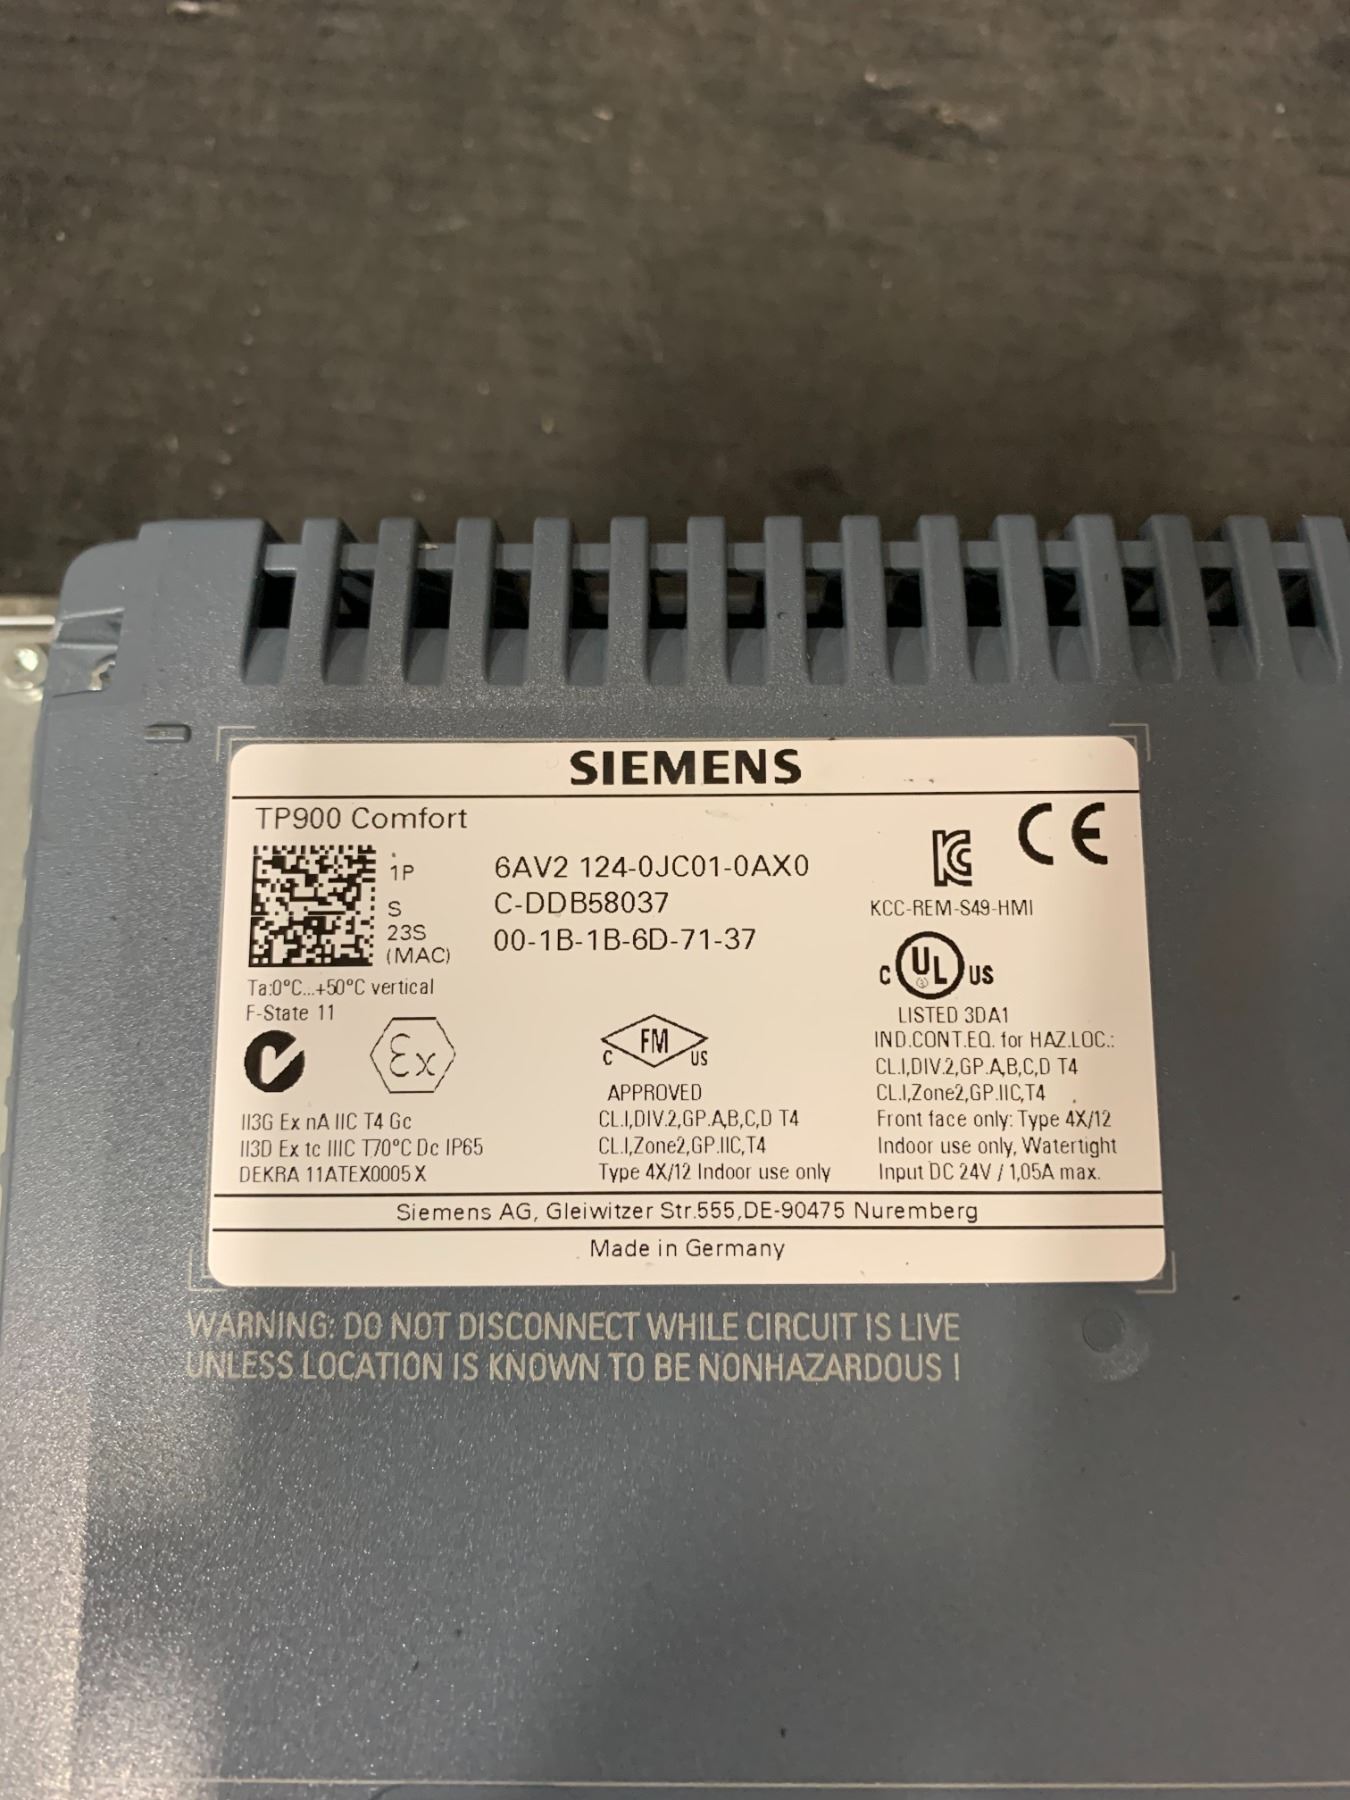 SIEMENS
TP900 Comfort
CE
1P 6AV2 124-0JC01-0AX0
S C-DDB58037
23S 00-1B-1B-6D-71-37
(MAC)
KC
KCC-REM-S49-HMI
C UL US
LISTED 3DA1
IND.CONT.EQ. for HAZ.LOC.:
CL.I,DIV.2,GP.A,B,C,D T4
CL.I,Zone2,GP.IIC,T4
Front face only: Type 4X/12
Indoor use only, Watertight
Input DC 24V / 1,05A max.
Ta:0°C...+50°C vertical
F-State 11
Ex
II3G Ex nA IIC T4 Gc
II3D Ex tc IIIC T70°C Dc IP65
DEKRA 11ATEX0005 X
C FM US
APPROVED
CL.I,DIV.2,GP.A,B,C,D T4
CL.I,Zone2,GP.IIC,T4
Type 4X/12 Indoor use only
Siemens AG, Gleiwitzer Str.555,DE-90475 Nuremberg
Made in Germany
WARNING: DO NOT DISCONNECT WHILE CIRCUIT IS LIVE
UNLESS LOCATION IS KNOWN TO BE NONHAZARDOUS !